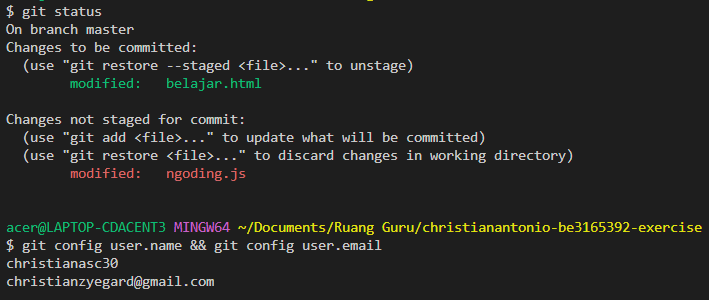 $ git status
On branch master
Changes to be committed:
  (use "git restore --staged <file>..." to unstage)
        modified:   belajar.html

Changes not staged for commit:
  (use "git add <file>..." to update what will be committed)
  (use "git restore <file>..." to discard changes in working directory)
        modified:   ngoding.js

acer@LAPTOP-CDACENT3 MINGW64 ~/Documents/Ruang Guru/christianantonio-be3165392-exercise
$ git config user.name && git config user.email
christianasc30
christianzyegard@gmail.com